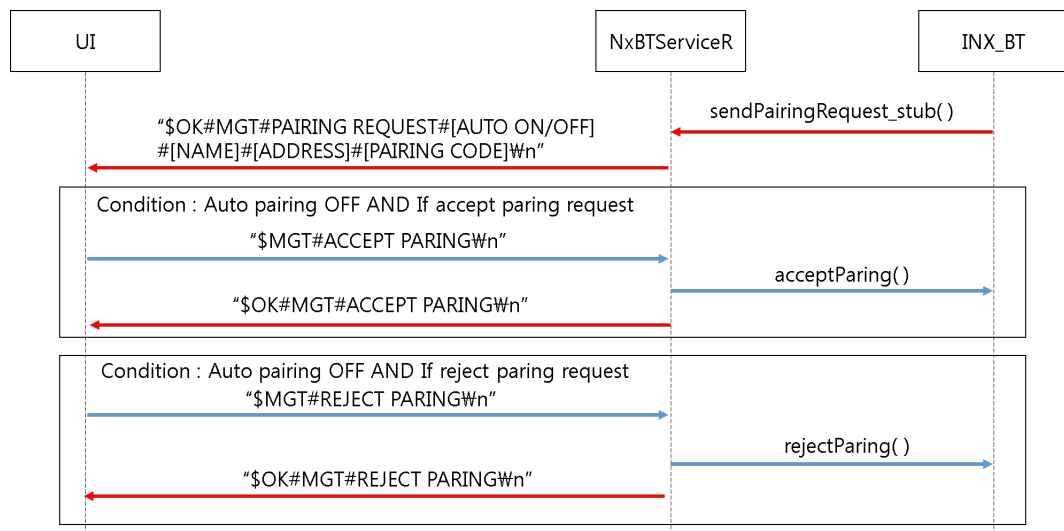 UI
NxBTServiceR
INX_BT
sendPairingRequest_stub( )
“$OK#MGT#PAIRING REQUEST#[AUTO ON/OFF]
#[NAME]#[ADDRESS]#[PAIRING CODE]₩n”
Condition : Auto pairing OFF AND If accept paring request
“$MGT#ACCEPT PARING₩n”
acceptParing( )
“$OK#MGT#ACCEPT PARING₩n”
Condition : Auto pairing OFF AND If reject paring request
“$MGT#REJECT PARING₩n”
rejectParing( )
“$OK#MGT#REJECT PARING₩n”